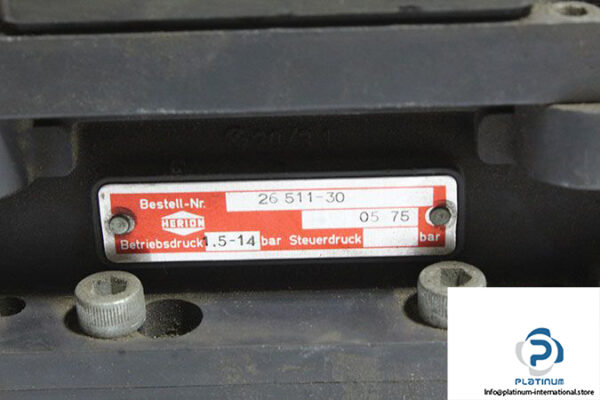 Bestell-Nr. 26 511-30
HERION 05 75
Betriebsdruck 1.5-14 bar Steuerdruck bar
PLATINUM
Info@platinum-international.store